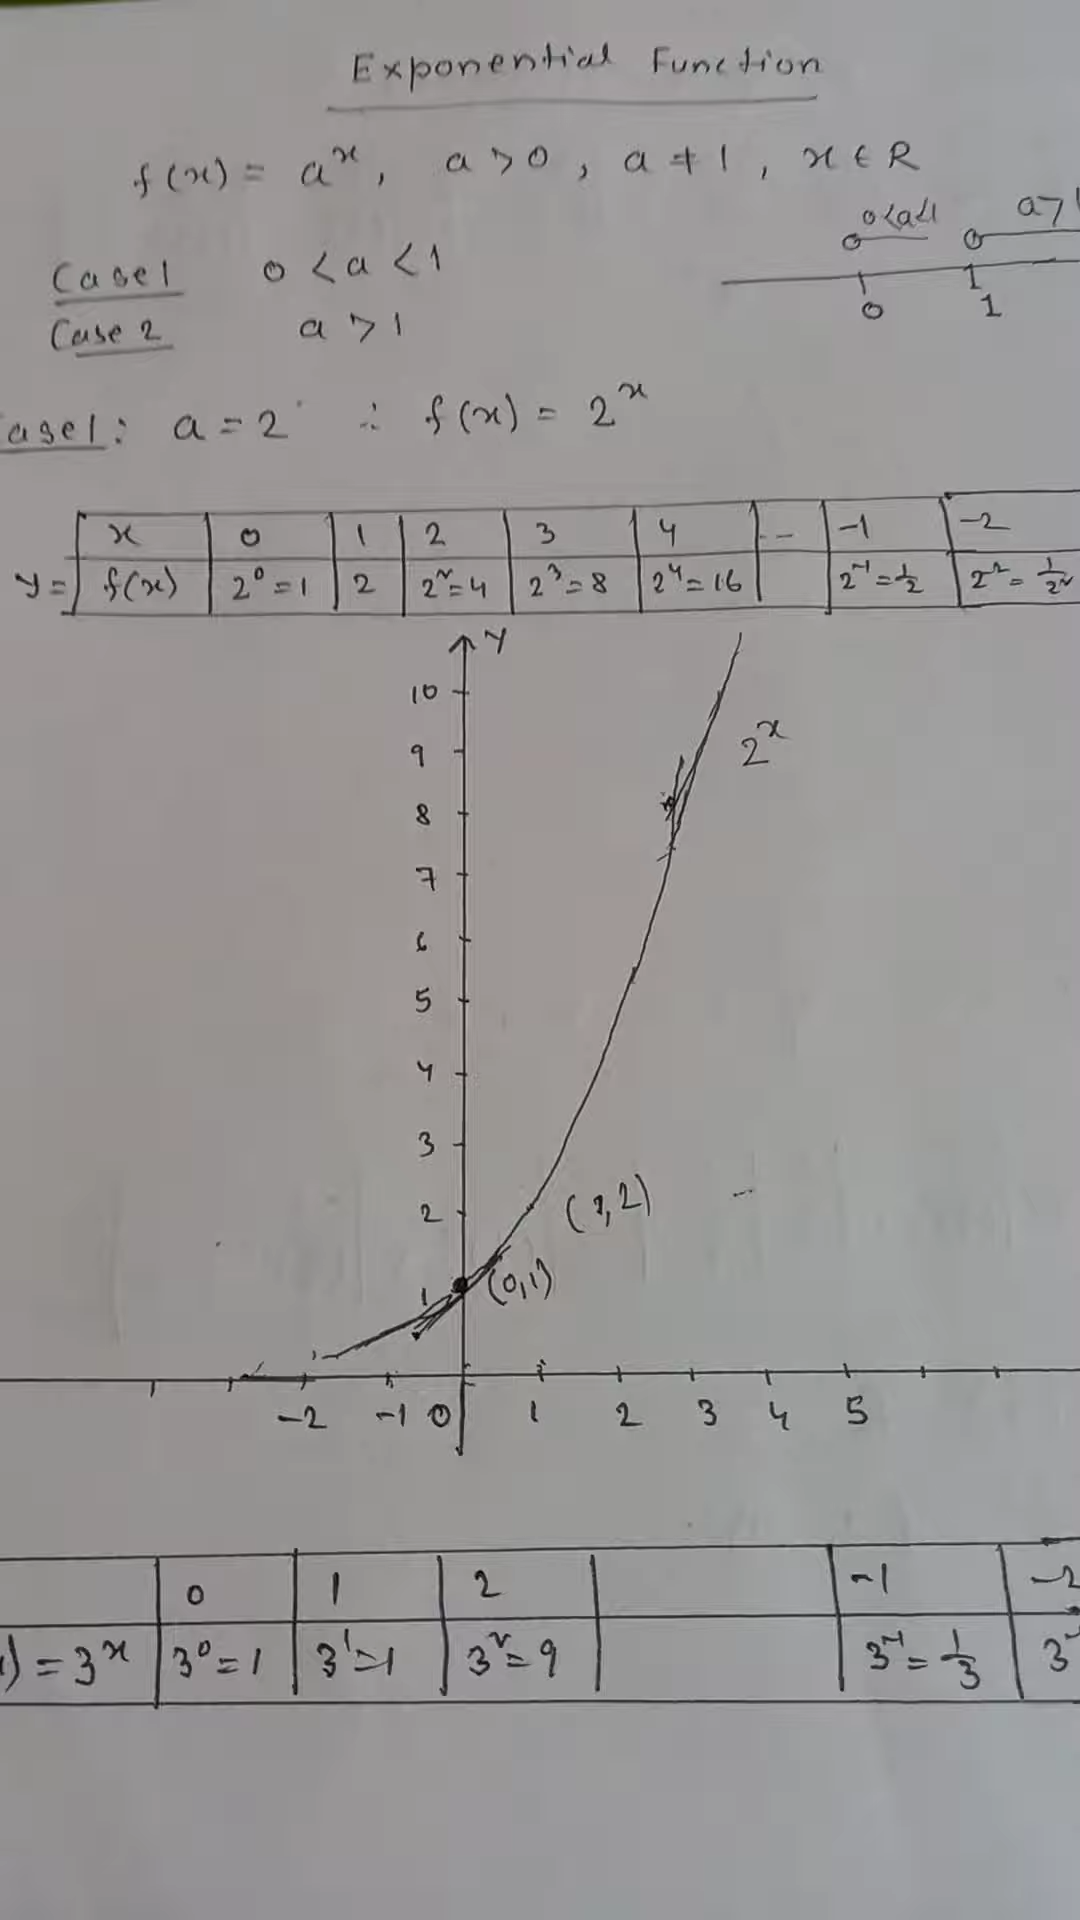 Exponential Function
f(x) = a^x, a > 0, a ≠ 1, x ∈ R
0<a<1 a>1
0 1
Case 1 0 < a < 1
Case 2 a > 1
Case 1: a = 2 ∴ f(x) = 2^x
x 0 1 2 3 4 -- -1 -2
y = f(x) 2^0=1 2 2^2=4 2^3=8 2^4=16 2^-1=1/2 2^-2=1/2^2
Y
10
9 2^x
8
7
6
5
4
3
2 (1,2)
1 (0,1)
-2 -1 0 1 2 3 4 5
0 1 2 -1 -2
) = 3^x 3^0=1 3^1=1 3^2=9 3^-1=1/3 3^-